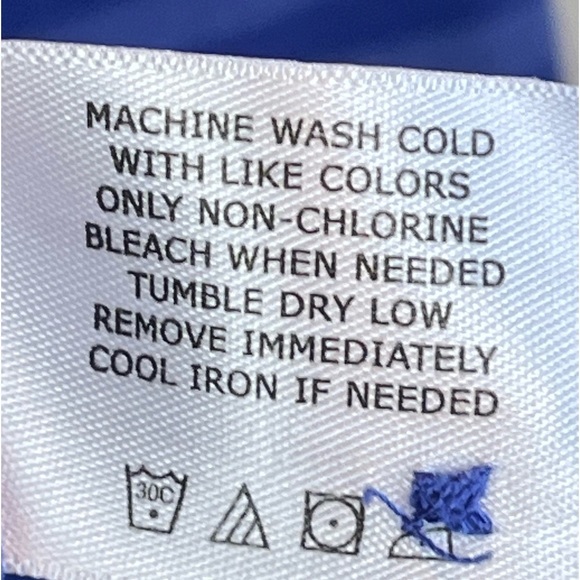 MACHINE WASH COLD
WITH LIKE COLORS
ONLY NON-CHLORINE
BLEACH WHEN NEEDED
TUMBLE DRY LOW
REMOVE IMMEDIATELY
COOL IRON IF NEEDED
30C